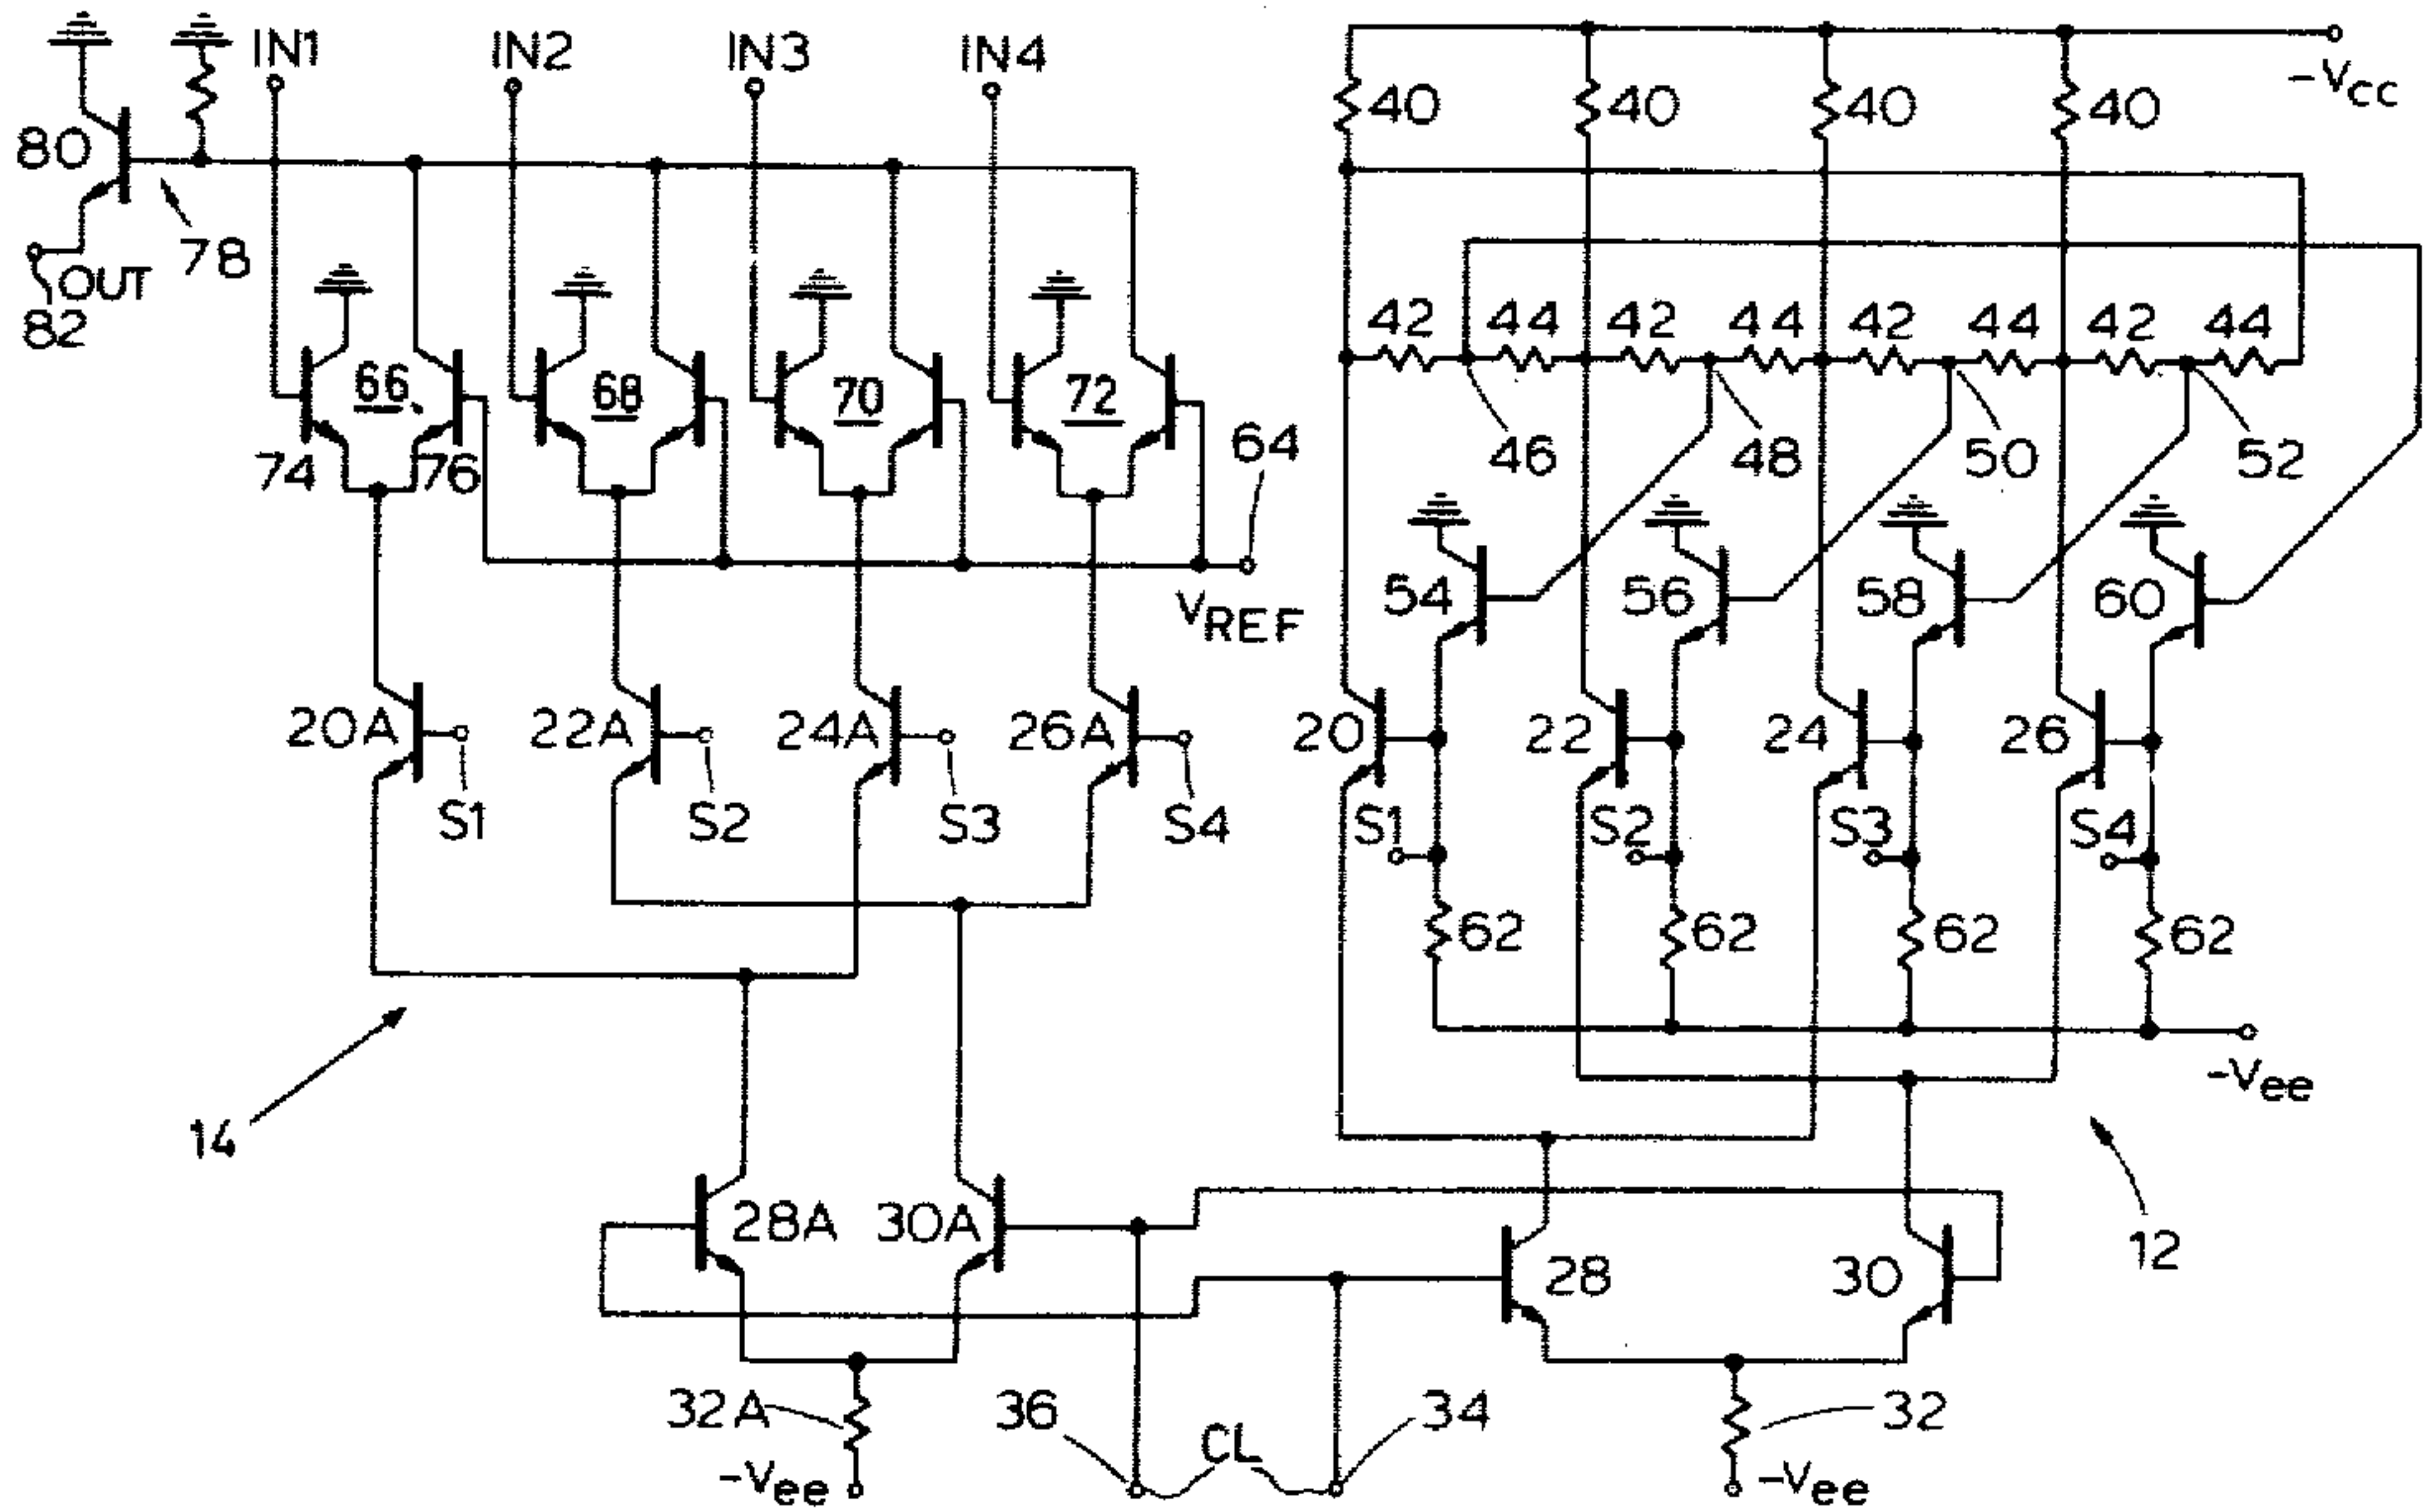 IN1 IN2 IN3 IN4
-Vcc
80 40 40 40 40
78
OUT
82
42 44 42 44 42 44 42 44
66 68 70 72
74 76 64 46 48 50 52
VREF 54 56 58 60
20A 22A 24A 26A 20 22 24 26
S1 S2 S3 S4 S1 S2 S3 S4
62 62 62 62
-Vee
14
28A 30A 28 30 12
32A 36 CL 34 32
-Vee -Vee